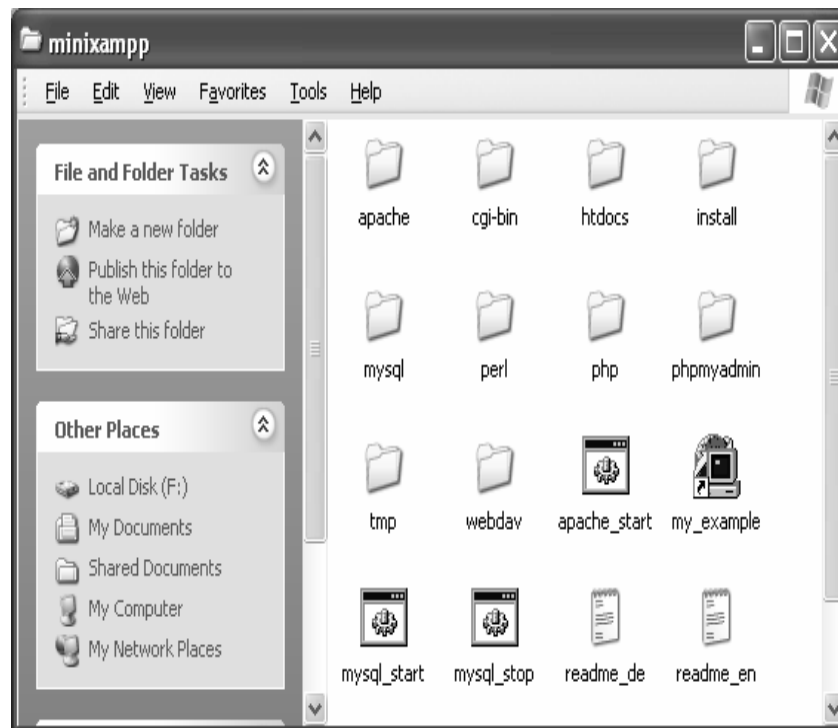 minixampp
File Edit View Favorites Tools Help
File and Folder Tasks
Make a new folder
Publish this folder to
the Web
Share this folder
Other Places
Local Disk (F:)
My Documents
Shared Documents
My Computer
My Network Places
apache cgi-bin htdocs install
mysql perl php phpmyadmin
tmp webdav apache_start my_example
mysql_start mysql_stop readme_de readme_en